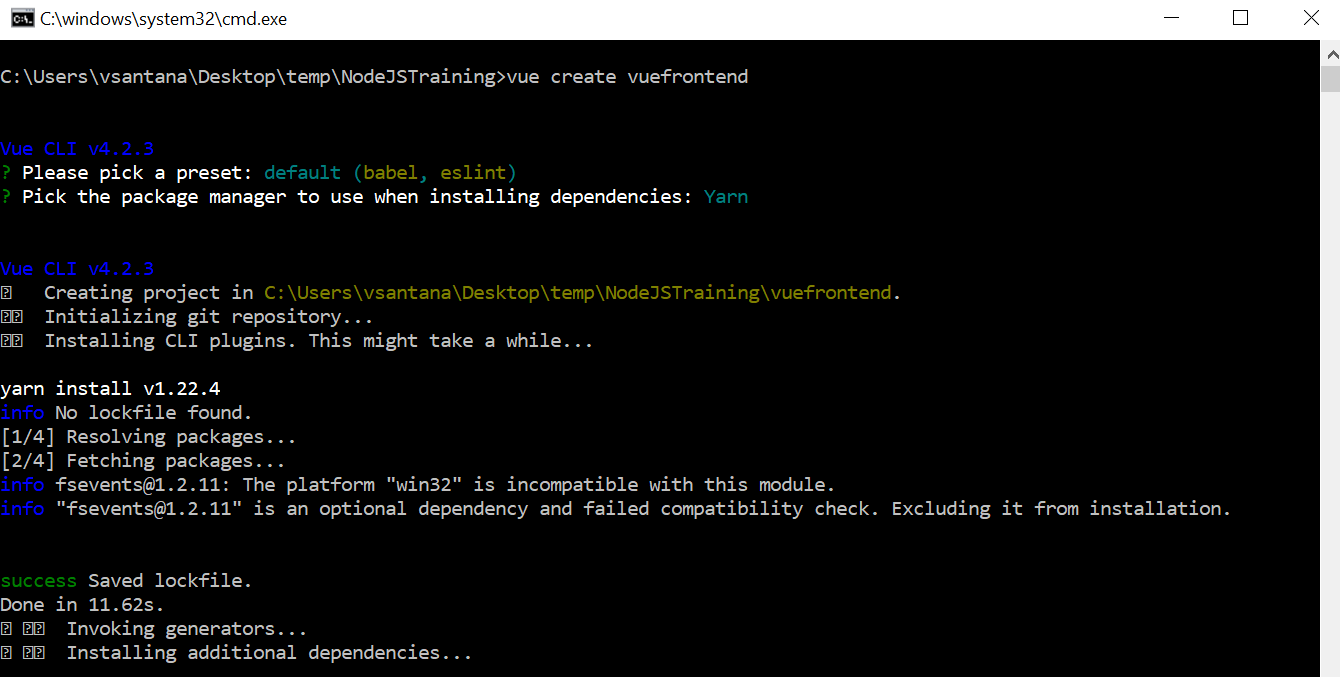 C:\windows\system32\cmd.exe
C:\Users\vsantana\Desktop\temp\NodeJSTraining>vue create vuefrontend
Vue CLI v4.2.3
? Please pick a preset: default (babel, eslint)
? Pick the package manager to use when installing dependencies: Yarn
Vue CLI v4.2.3
Creating project in C:\Users\vsantana\Desktop\temp\NodeJSTraining\vuefrontend.
Initializing git repository...
Installing CLI plugins. This might take a while...
yarn install v1.22.4
info No lockfile found.
[1/4] Resolving packages...
[2/4] Fetching packages...
info fsevents@1.2.11: The platform "win32" is incompatible with this module.
info "fsevents@1.2.11" is an optional dependency and failed compatibility check. Excluding it from installation.
success Saved lockfile.
Done in 11.62s.
Invoking generators...
Installing additional dependencies...